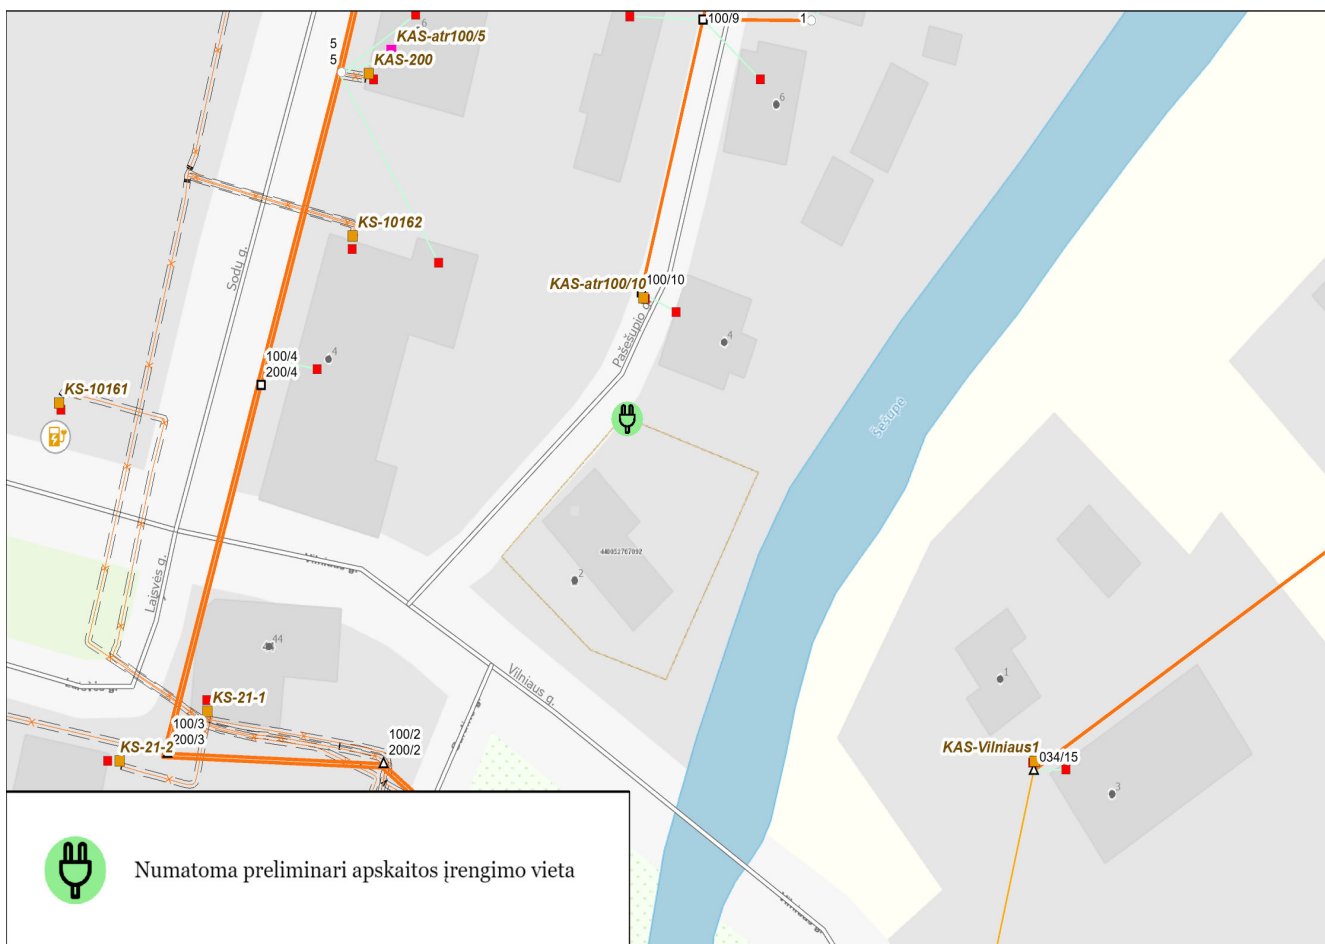 6
100/9
1
KAS-atr100/5
5
KAS-200
5
6
KS-10162
Sodų g.
KAS-atr100/10
100/10
Pašešupio g.
4
100/4
4
200/4
KS-10161
Šešupė
440052767092
2
Laisvės g.
44
1
Vilniaus g.
KS-21-1
100/3
200/3
100/2
200/2
KS-21-2
KAS-Vilniaus1
034/15
3
Numatoma preliminari apskaitos įrengimo vieta